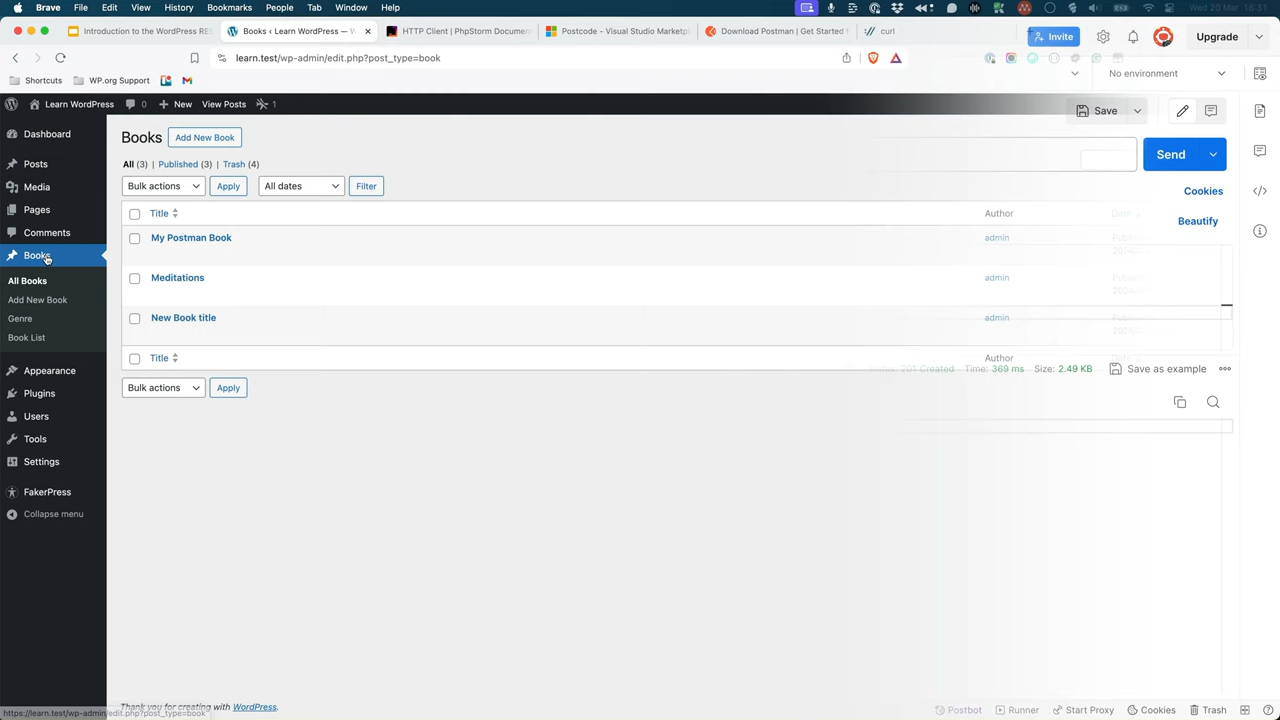 Brave File Edit View History Bookmarks People Tab Window Help Wed 20 Mar 16:31
Introduction to the WordPress RES Books ‹ Learn WordPress — W HTTP Client | PhpStorm Documen Postcode - Visual Studio Marketpl Download Postman | Get Started f curl Invite Upgrade
learn.test/wp-admin/edit.php?post_type=book
Shortcuts WP.org Support No environment
Learn WordPress 0 New View Posts 1 Save
Dashboard
Books Add New Book
Send
Posts
All (3) | Published (3) | Trash (4)
Media
Bulk actions Apply All dates Filter
Cookies
Pages
Title Author Date
Beautify
Comments
My Postman Book admin
Books
All Books
Meditations admin
Add New Book
Genre
New Book title admin
Book List
Title Author
Appearance
201 Created Time: 369 ms Size: 2.49 KB Save as example
Bulk actions Apply
Plugins
Users
Tools
Settings
FakerPress
Collapse menu
Thank you for creating with WordPress.
https://learn.test/wp-admin/edit.php?post_type=book
Postbot Runner Start Proxy Cookies Trash